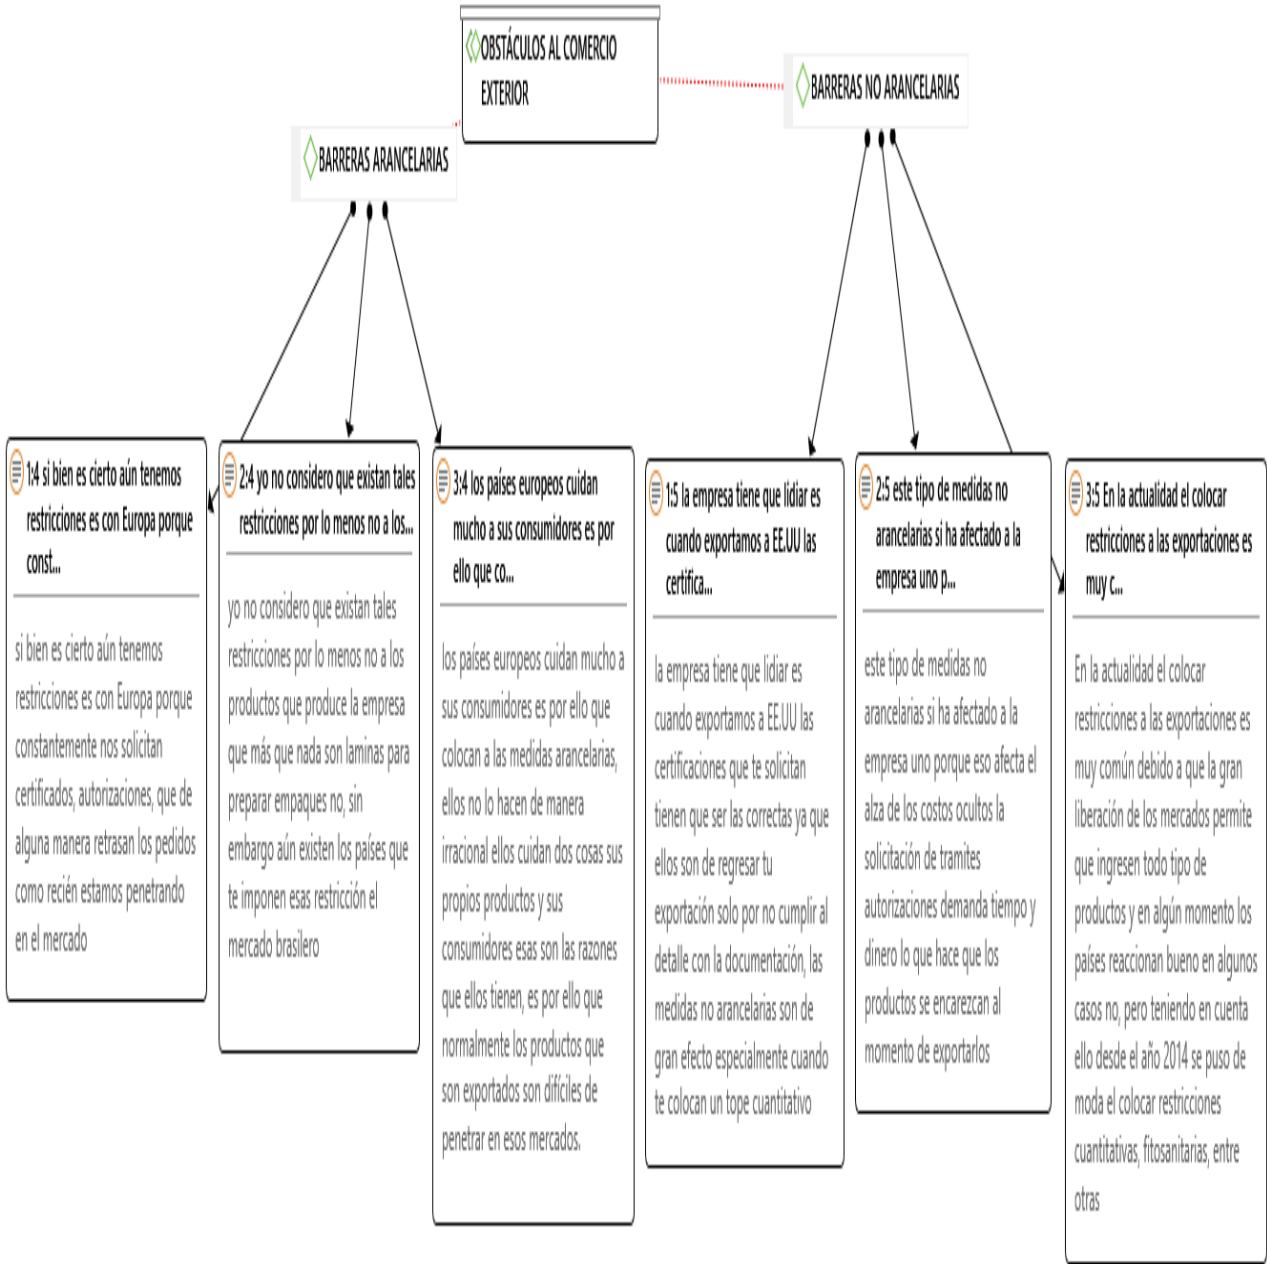 OBSTÁCULOS AL COMERCIO
EXTERIOR
BARRERAS NO ARANCELARIAS
BARRERAS ARANCELARIAS
1:4 si bien es cierto aún tenemos
restricciones es con Europa porque
const...
si bien es cierto aún tenemos
restricciones es con Europa porque
constantemente nos solicitan
certificados, autorizaciones, que de
alguna manera retrasan los pedidos
como recién estamos penetrando
en el mercado
2:4 yo no considero que existan tales
restricciones por lo menos no a los...
yo no considero que existan tales
restricciones por lo menos no a los
productos que produce la empresa
que más que nada son laminas para
preparar empaques no, sin
embargo aún existen los países que
te imponen esas restricción el
mercado brasilero
3:4 los países europeos cuidan
mucho a sus consumidores es por
ello que co...
los países europeos cuidan mucho a
sus consumidores es por ello que
colocan a las medidas arancelarias,
ellos no lo hacen de manera
irracional ellos cuidan dos cosas sus
propios productos y sus
consumidores esas son las razones
que ellos tienen, es por ello que
normalmente los productos que
son exportados son difíciles de
penetrar en esos mercados.
1:5 la empresa tiene que lidiar es
cuando exportamos a EE.UU las
certifica...
la empresa tiene que lidiar es
cuando exportamos a EE.UU las
certificaciones que te solicitan
tienen que ser las correctas ya que
ellos son de regresar tu
exportación solo por no cumplir al
detalle con la documentación, las
medidas no arancelarias son de
gran efecto especialmente cuando
te colocan un tope cuantitativo
2:5 este tipo de medidas no
arancelarias si ha afectado a la
empresa uno p...
este tipo de medidas no
arancelarias si ha afectado a la
empresa uno porque eso afecta el
alza de los costos ocultos la
solicitación de tramites
autorizaciones demanda tiempo y
dinero lo que hace que los
productos se encarezcan al
momento de exportarlos
3:5 En la actualidad el colocar
restricciones a las exportaciones es
muy c...
En la actualidad el colocar
restricciones a las exportaciones es
muy común debido a que la gran
liberación de los mercados permite
que ingresen todo tipo de
productos y en algún momento los
países reaccionan bueno en algunos
casos no, pero teniendo en cuenta
ello desde el año 2014 se puso de
moda el colocar restricciones
cuantitativas, fitosanitarias, entre
otras